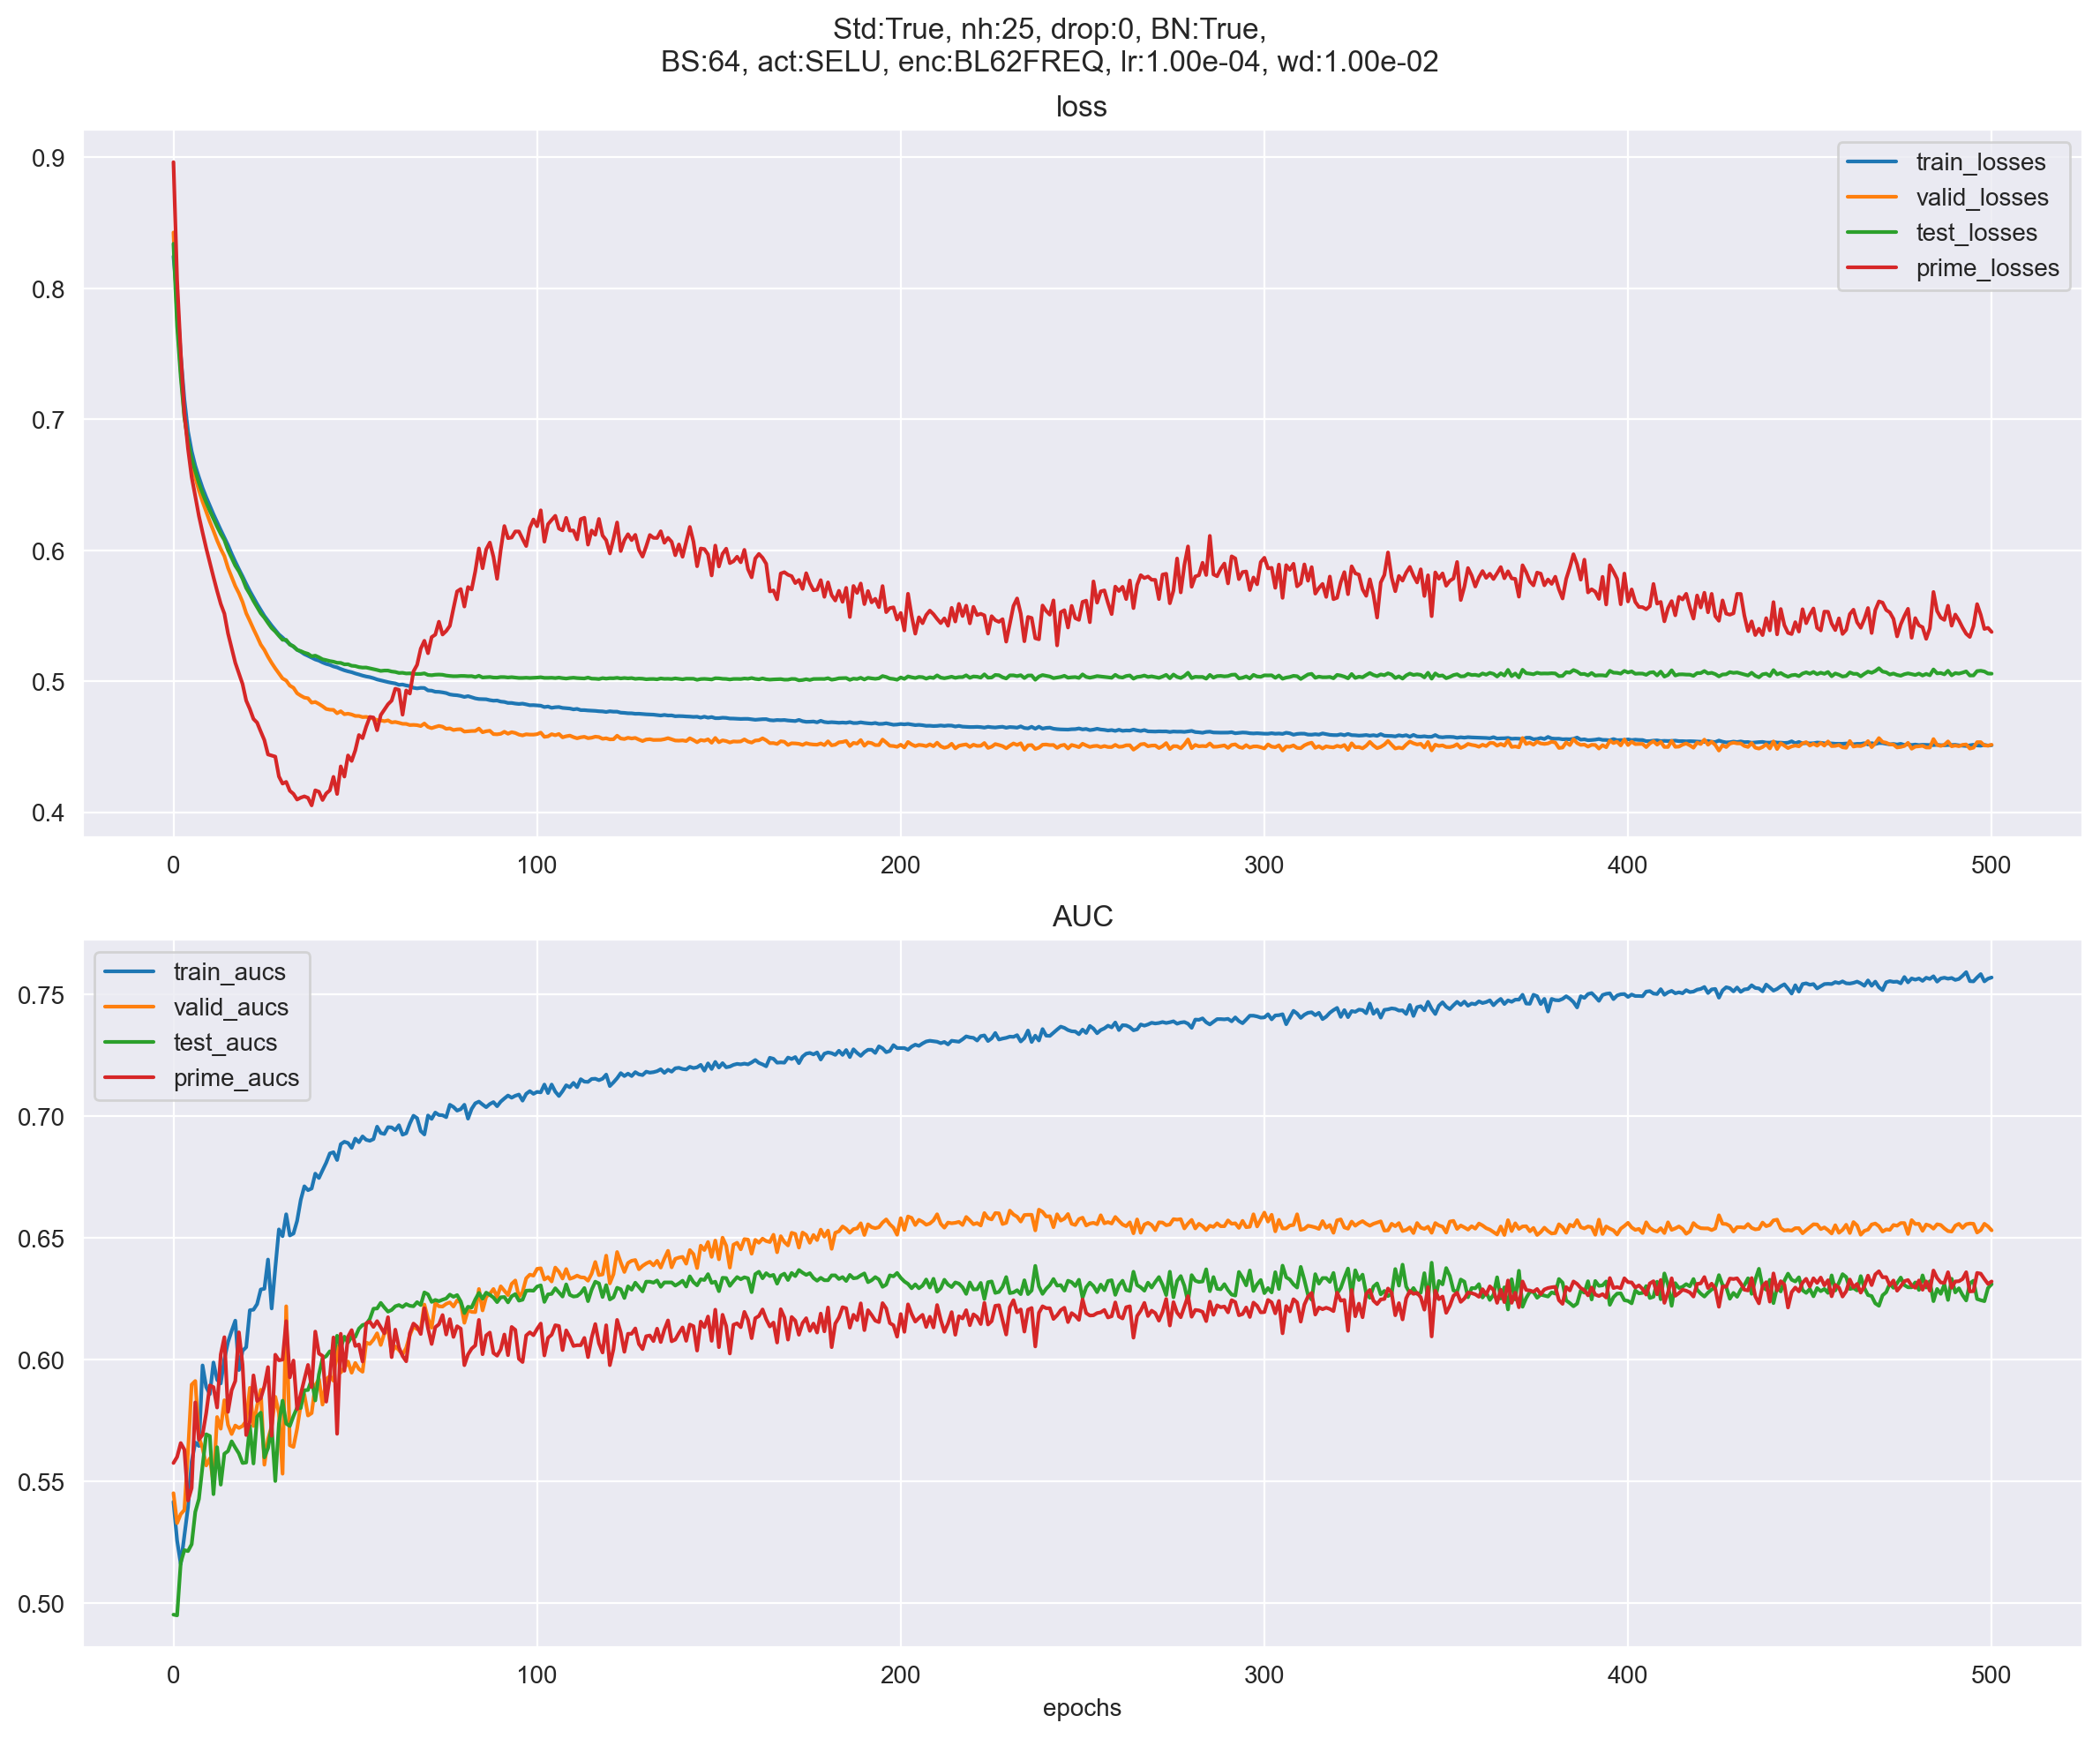 Std:True, nh:25, drop:0, BN:True,
BS:64, act:SELU, enc:BL62FREQ, lr:1.00e-04, wd:1.00e-02
loss
0.9
0.8
0.7
0.6
0.5
0.4
train_losses
valid_losses
test_losses
prime_losses
0 100 200 300 400 500
AUC
0.75
0.70
0.65
0.60
0.55
0.50
train_aucs
valid_aucs
test_aucs
prime_aucs
0 100 200 300 400 500
epochs